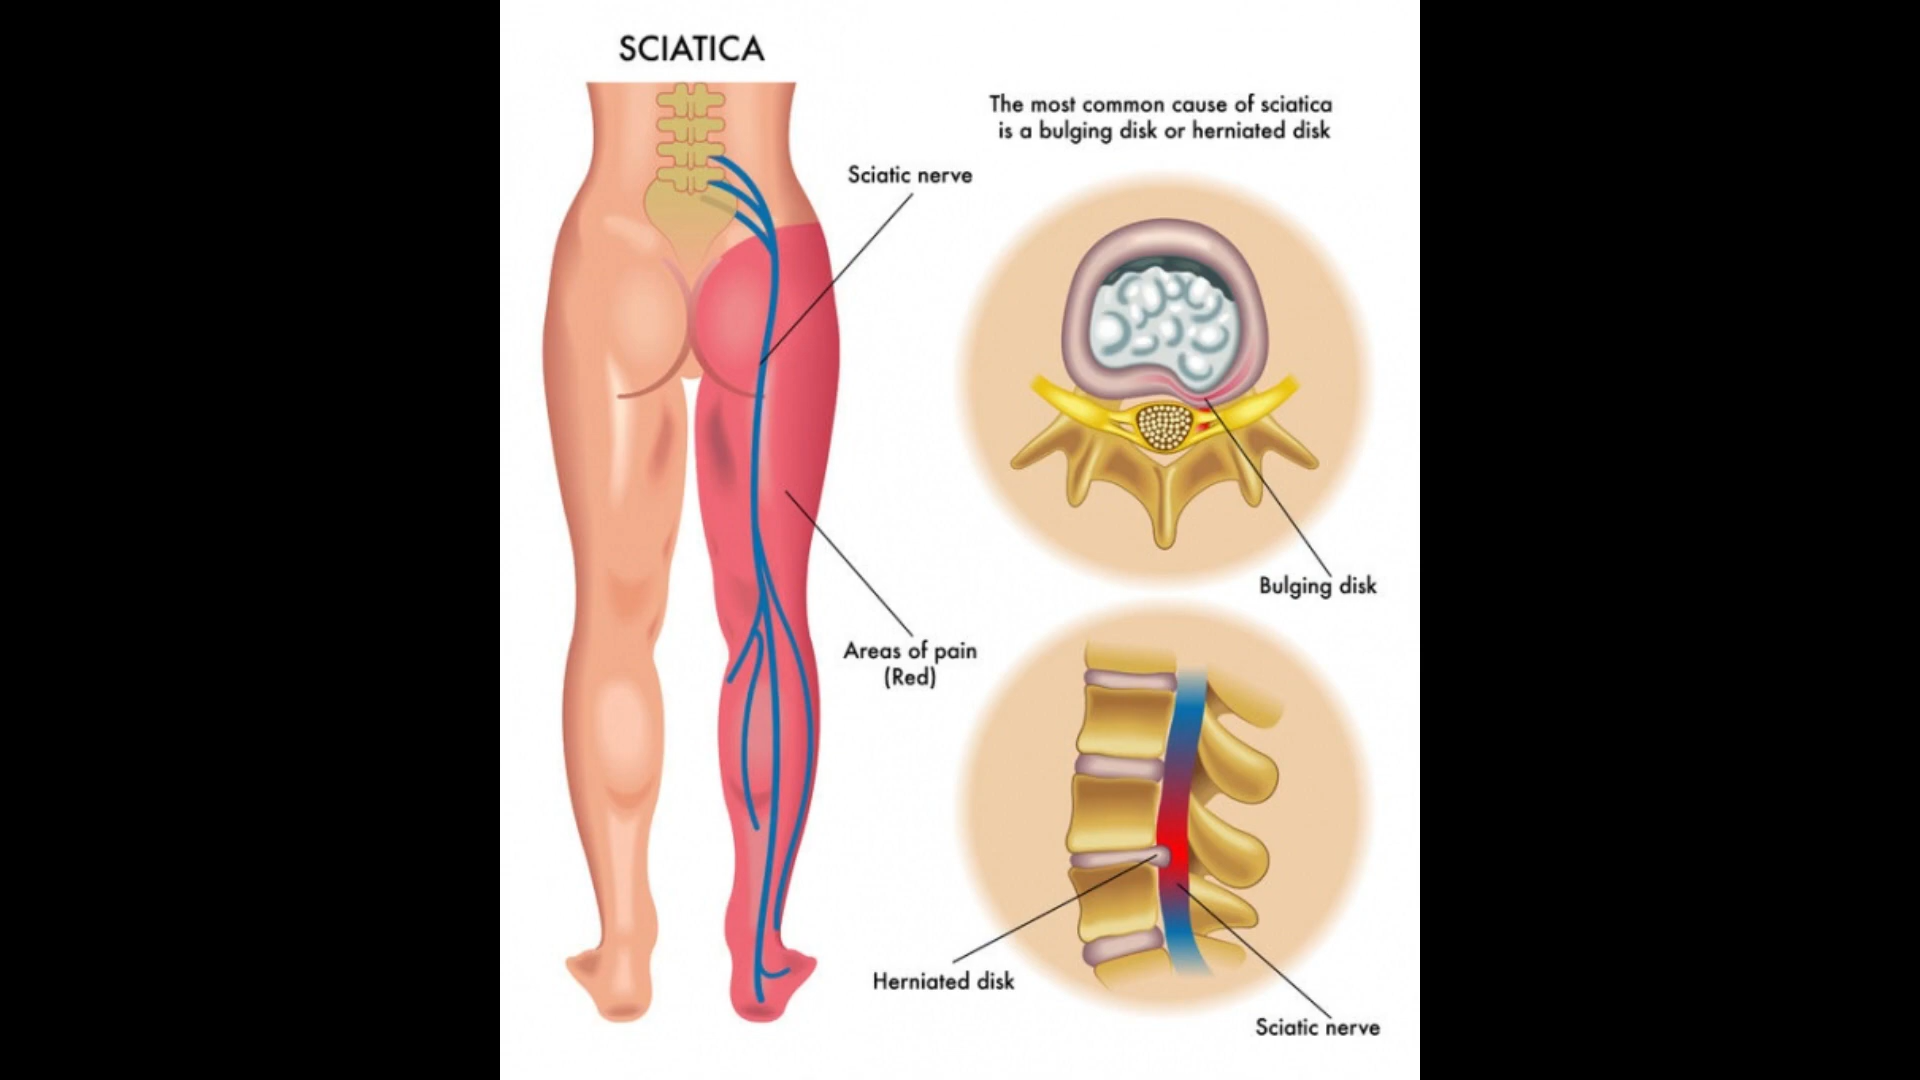 SCIATICA
The most common cause of sciatica
is a bulging disk or herniated disk
Sciatic nerve
Bulging disk
Areas of pain
(Red)
Herniated disk
Sciatic nerve